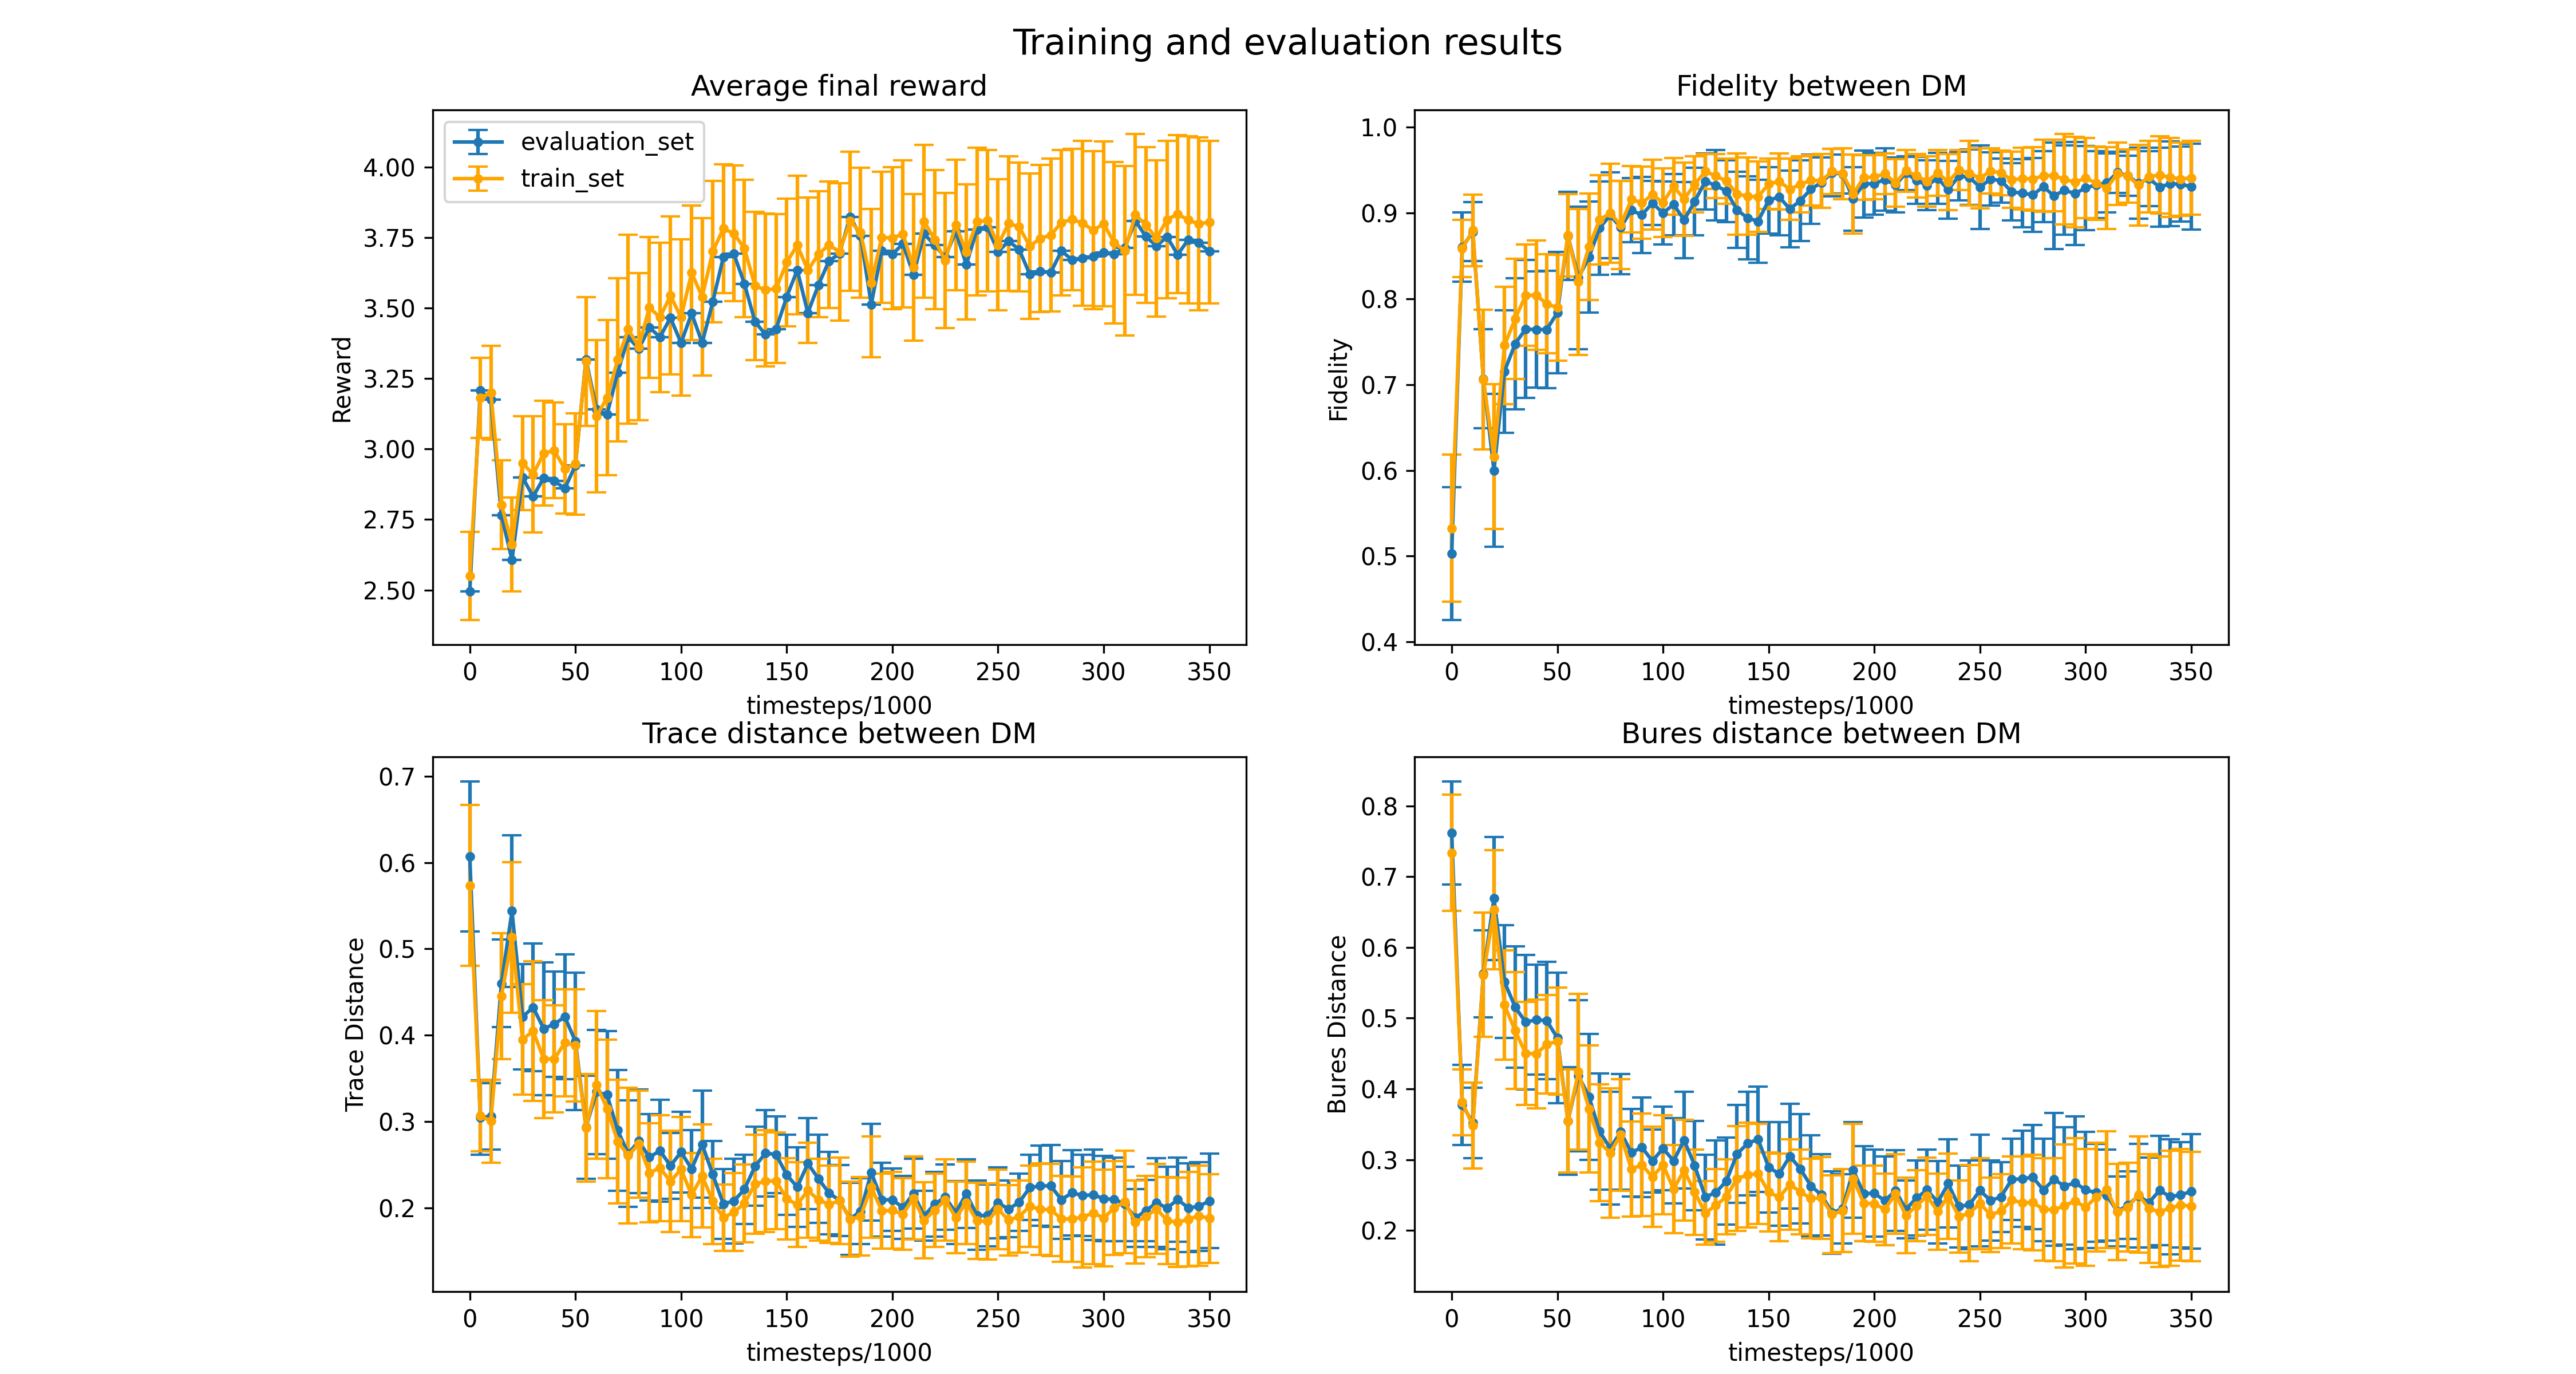 Training and evaluation results
Average final reward
evaluation_set
train_set
4.00
3.75
3.50
3.25
3.00
2.75
2.50
Reward
0 50 100 150 200 250 300 350
timesteps/1000
Fidelity between DM
1.0
0.9
0.8
0.7
0.6
0.5
0.4
Fidelity
0 50 100 150 200 250 300 350
timesteps/1000
Trace distance between DM
0.7
0.6
0.5
0.4
0.3
0.2
Trace Distance
0 50 100 150 200 250 300 350
timesteps/1000
Bures distance between DM
0.8
0.7
0.6
0.5
0.4
0.3
0.2
Bures Distance
0 50 100 150 200 250 300 350
timesteps/1000